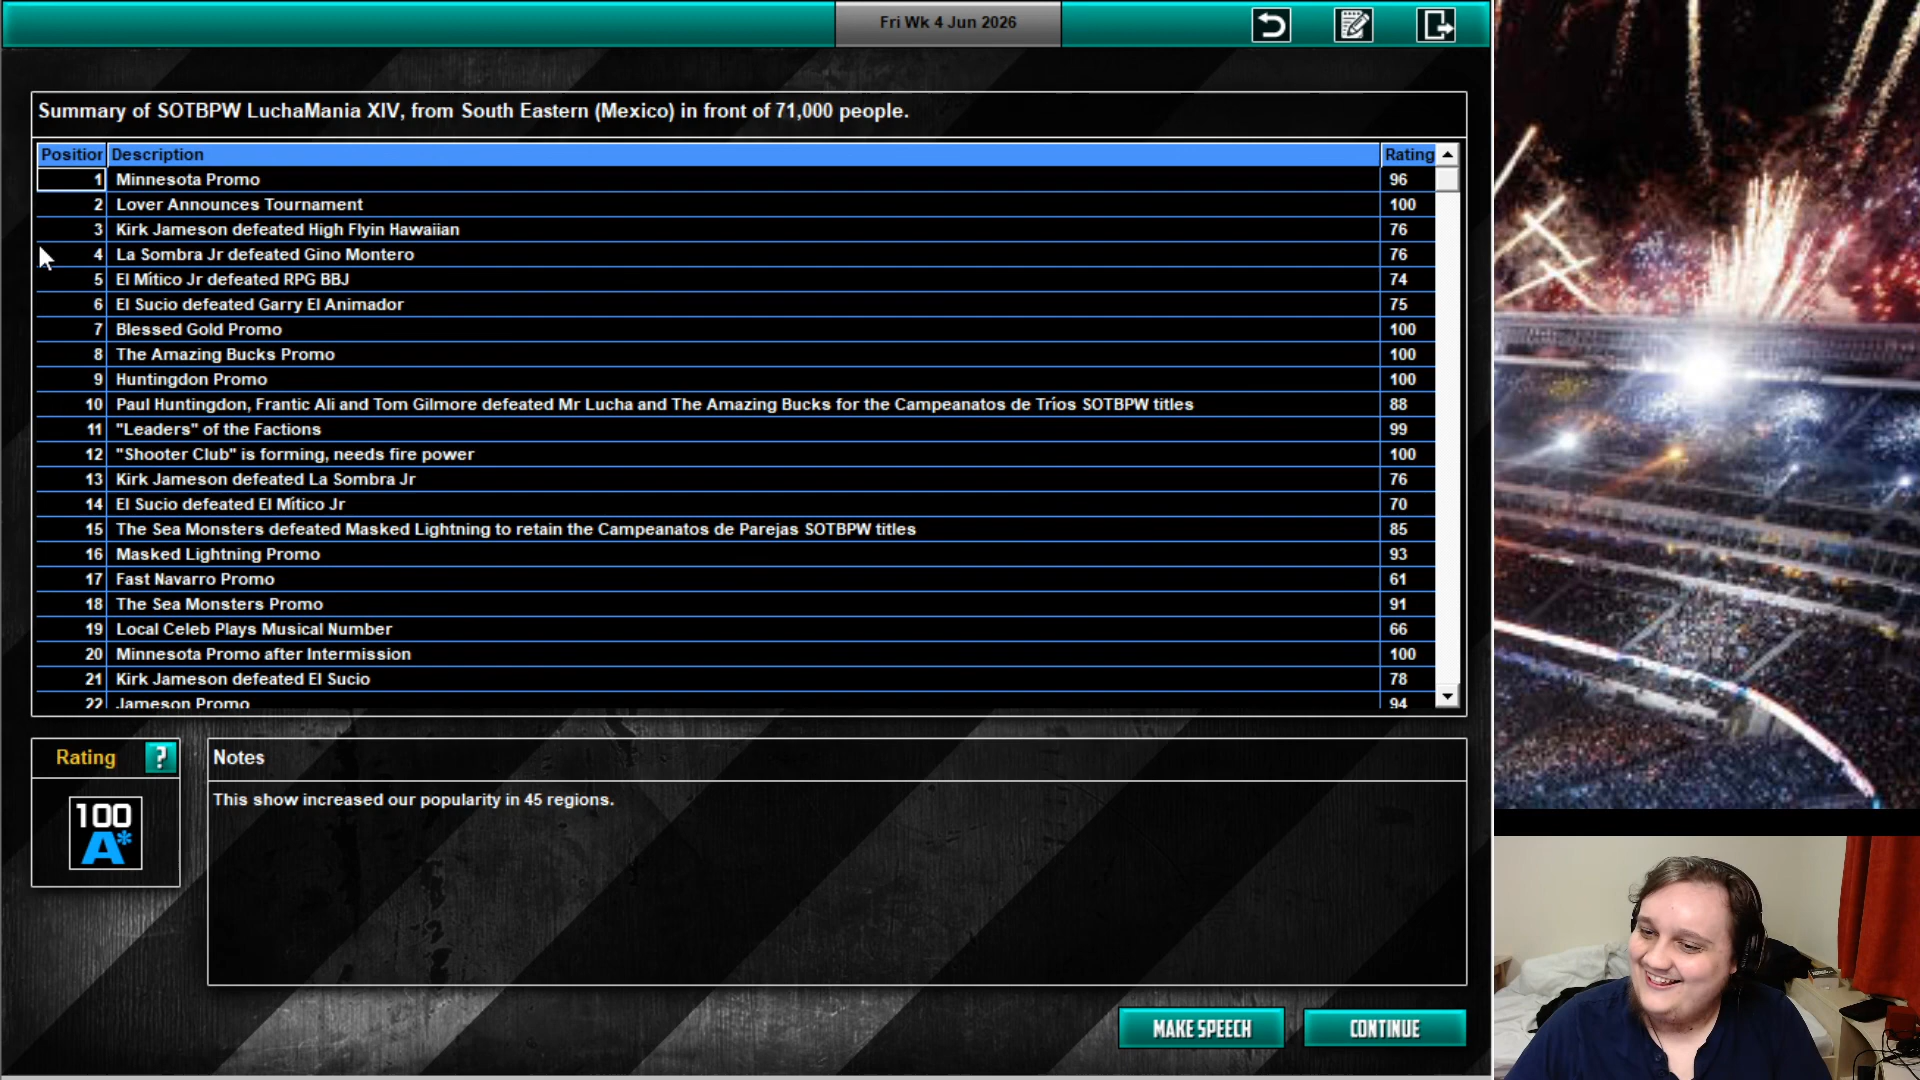 Fri Wk 4 Jun 2026
Summary of SOTBPW LuchaMania XIV, from South Eastern (Mexico) in front of 71,000 people.
Position Description Rating
1 Minnesota Promo 96
2 Lover Announces Tournament 100
3 Kirk Jameson defeated High Flyin Hawaiian 76
4 La Sombra Jr defeated Gino Montero 76
5 El Mítico Jr defeated RPG BBJ 74
6 El Sucio defeated Garry El Animador 75
7 Blessed Gold Promo 100
8 The Amazing Bucks Promo 100
9 Huntingdon Promo 100
10 Paul Huntingdon, Frantic Ali and Tom Gilmore defeated Mr Lucha and The Amazing Bucks for the Campeanatos de Tríos SOTBPW titles 88
11 "Leaders" of the Factions 99
12 "Shooter Club" is forming, needs fire power 100
13 Kirk Jameson defeated La Sombra Jr 76
14 El Sucio defeated El Mítico Jr 70
15 The Sea Monsters defeated Masked Lightning to retain the Campeanatos de Parejas SOTBPW titles 85
16 Masked Lightning Promo 93
17 Fast Navarro Promo 61
18 The Sea Monsters Promo 91
19 Local Celeb Plays Musical Number 66
20 Minnesota Promo after Intermission 100
21 Kirk Jameson defeated El Sucio 78
22 Jameson Promo 94
Rating ?
Notes
This show increased our popularity in 45 regions.
100
A*
MAKE SPEECH
CONTINUE